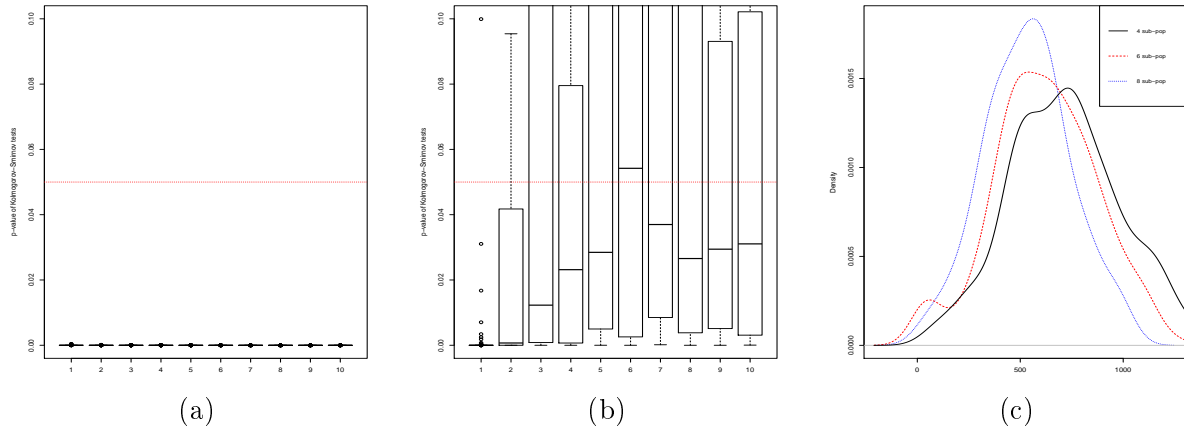 p-value of Kolmogorov-Smirnov tests
0.00 0.02 0.04 0.06 0.08 0.10
1 2 3 4 5 6 7 8 9 10
(a)
p-value of Kolmogorov-Smirnov tests
0.00 0.02 0.04 0.06 0.08 0.10
1 2 3 4 5 6 7 8 9 10
(b)
Density
0.0000 0.0005 0.0010 0.0015
0 500 1000
4 sub-pop
6 sub-pop
8 sub-pop
(c)